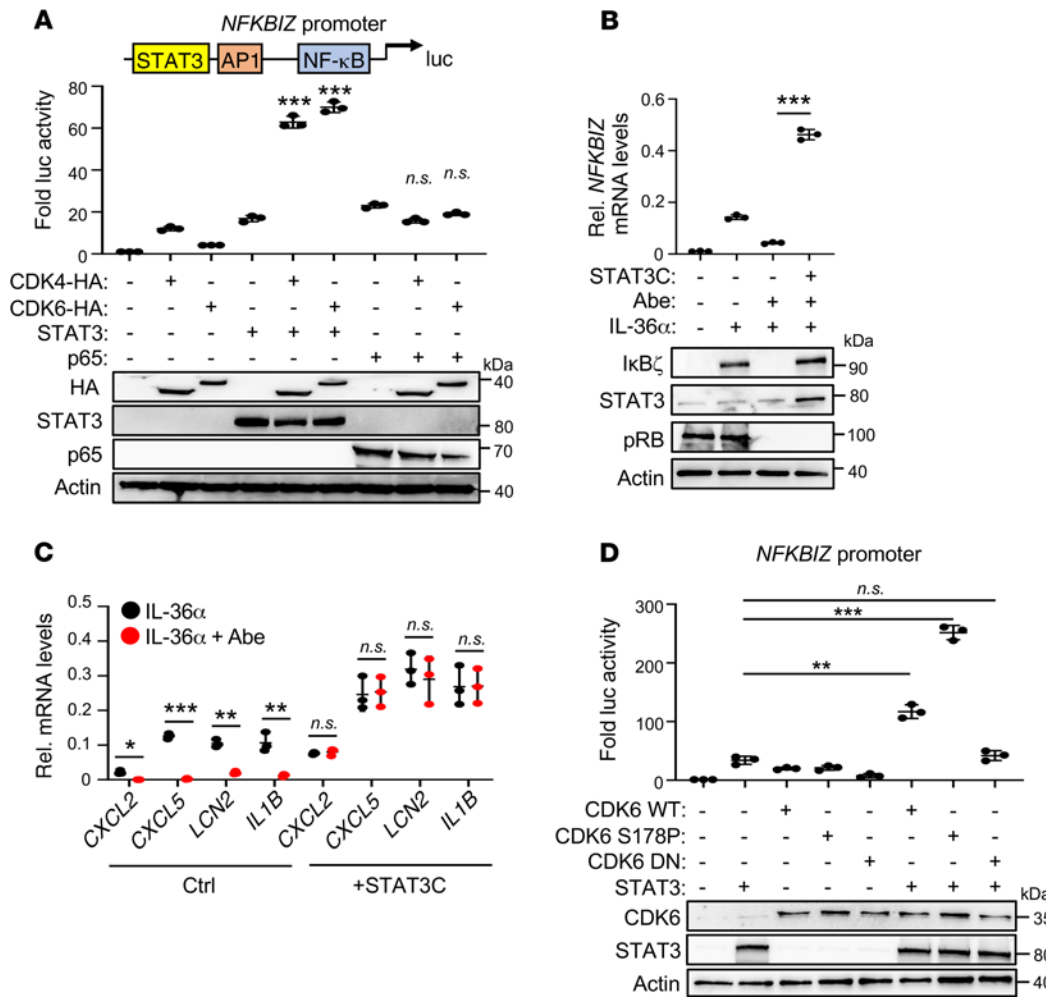 A
NFKBIZ promoter
STAT3 AP1 NF-κB luc
Fold luc actvity
80
60
40
20
0
*** ***
n.s. n.s.
CDK4-HA: - + - - + - - + -
CDK6-HA: - - + - - + - - +
STAT3: - - - + + + - - -
p65: - - - - - - + + +
kDa
HA 40
STAT3 80
p65 70
Actin 40
B
Rel. NFKBIZ
mRNA levels
0.6
0.4
0.2
0.0
***
STAT3C: - - - +
Abe: - - + +
IL-36α: - + + +
kDa
IκBζ 90
STAT3 80
pRB 100
Actin 40
C
Rel. mRNA levels
0.5
0.4
0.3
0.2
0.1
0
IL-36α
IL-36α + Abe
* *** ** ** n.s. n.s. n.s. n.s.
CXCL2 CXCL5 LCN2 IL1B CXCL2 CXCL5 LCN2 IL1B
Ctrl +STAT3C
D
NFKBIZ promoter
Fold luc activity
300
200
100
0
n.s.
***
**
CDK6 WT: - - + - - + - -
CDK6 S178P: - - - + - - + -
CDK6 DN: - - - - + - - +
STAT3: - + - - - + + +
kDa
CDK6 35
STAT3 80
Actin 40